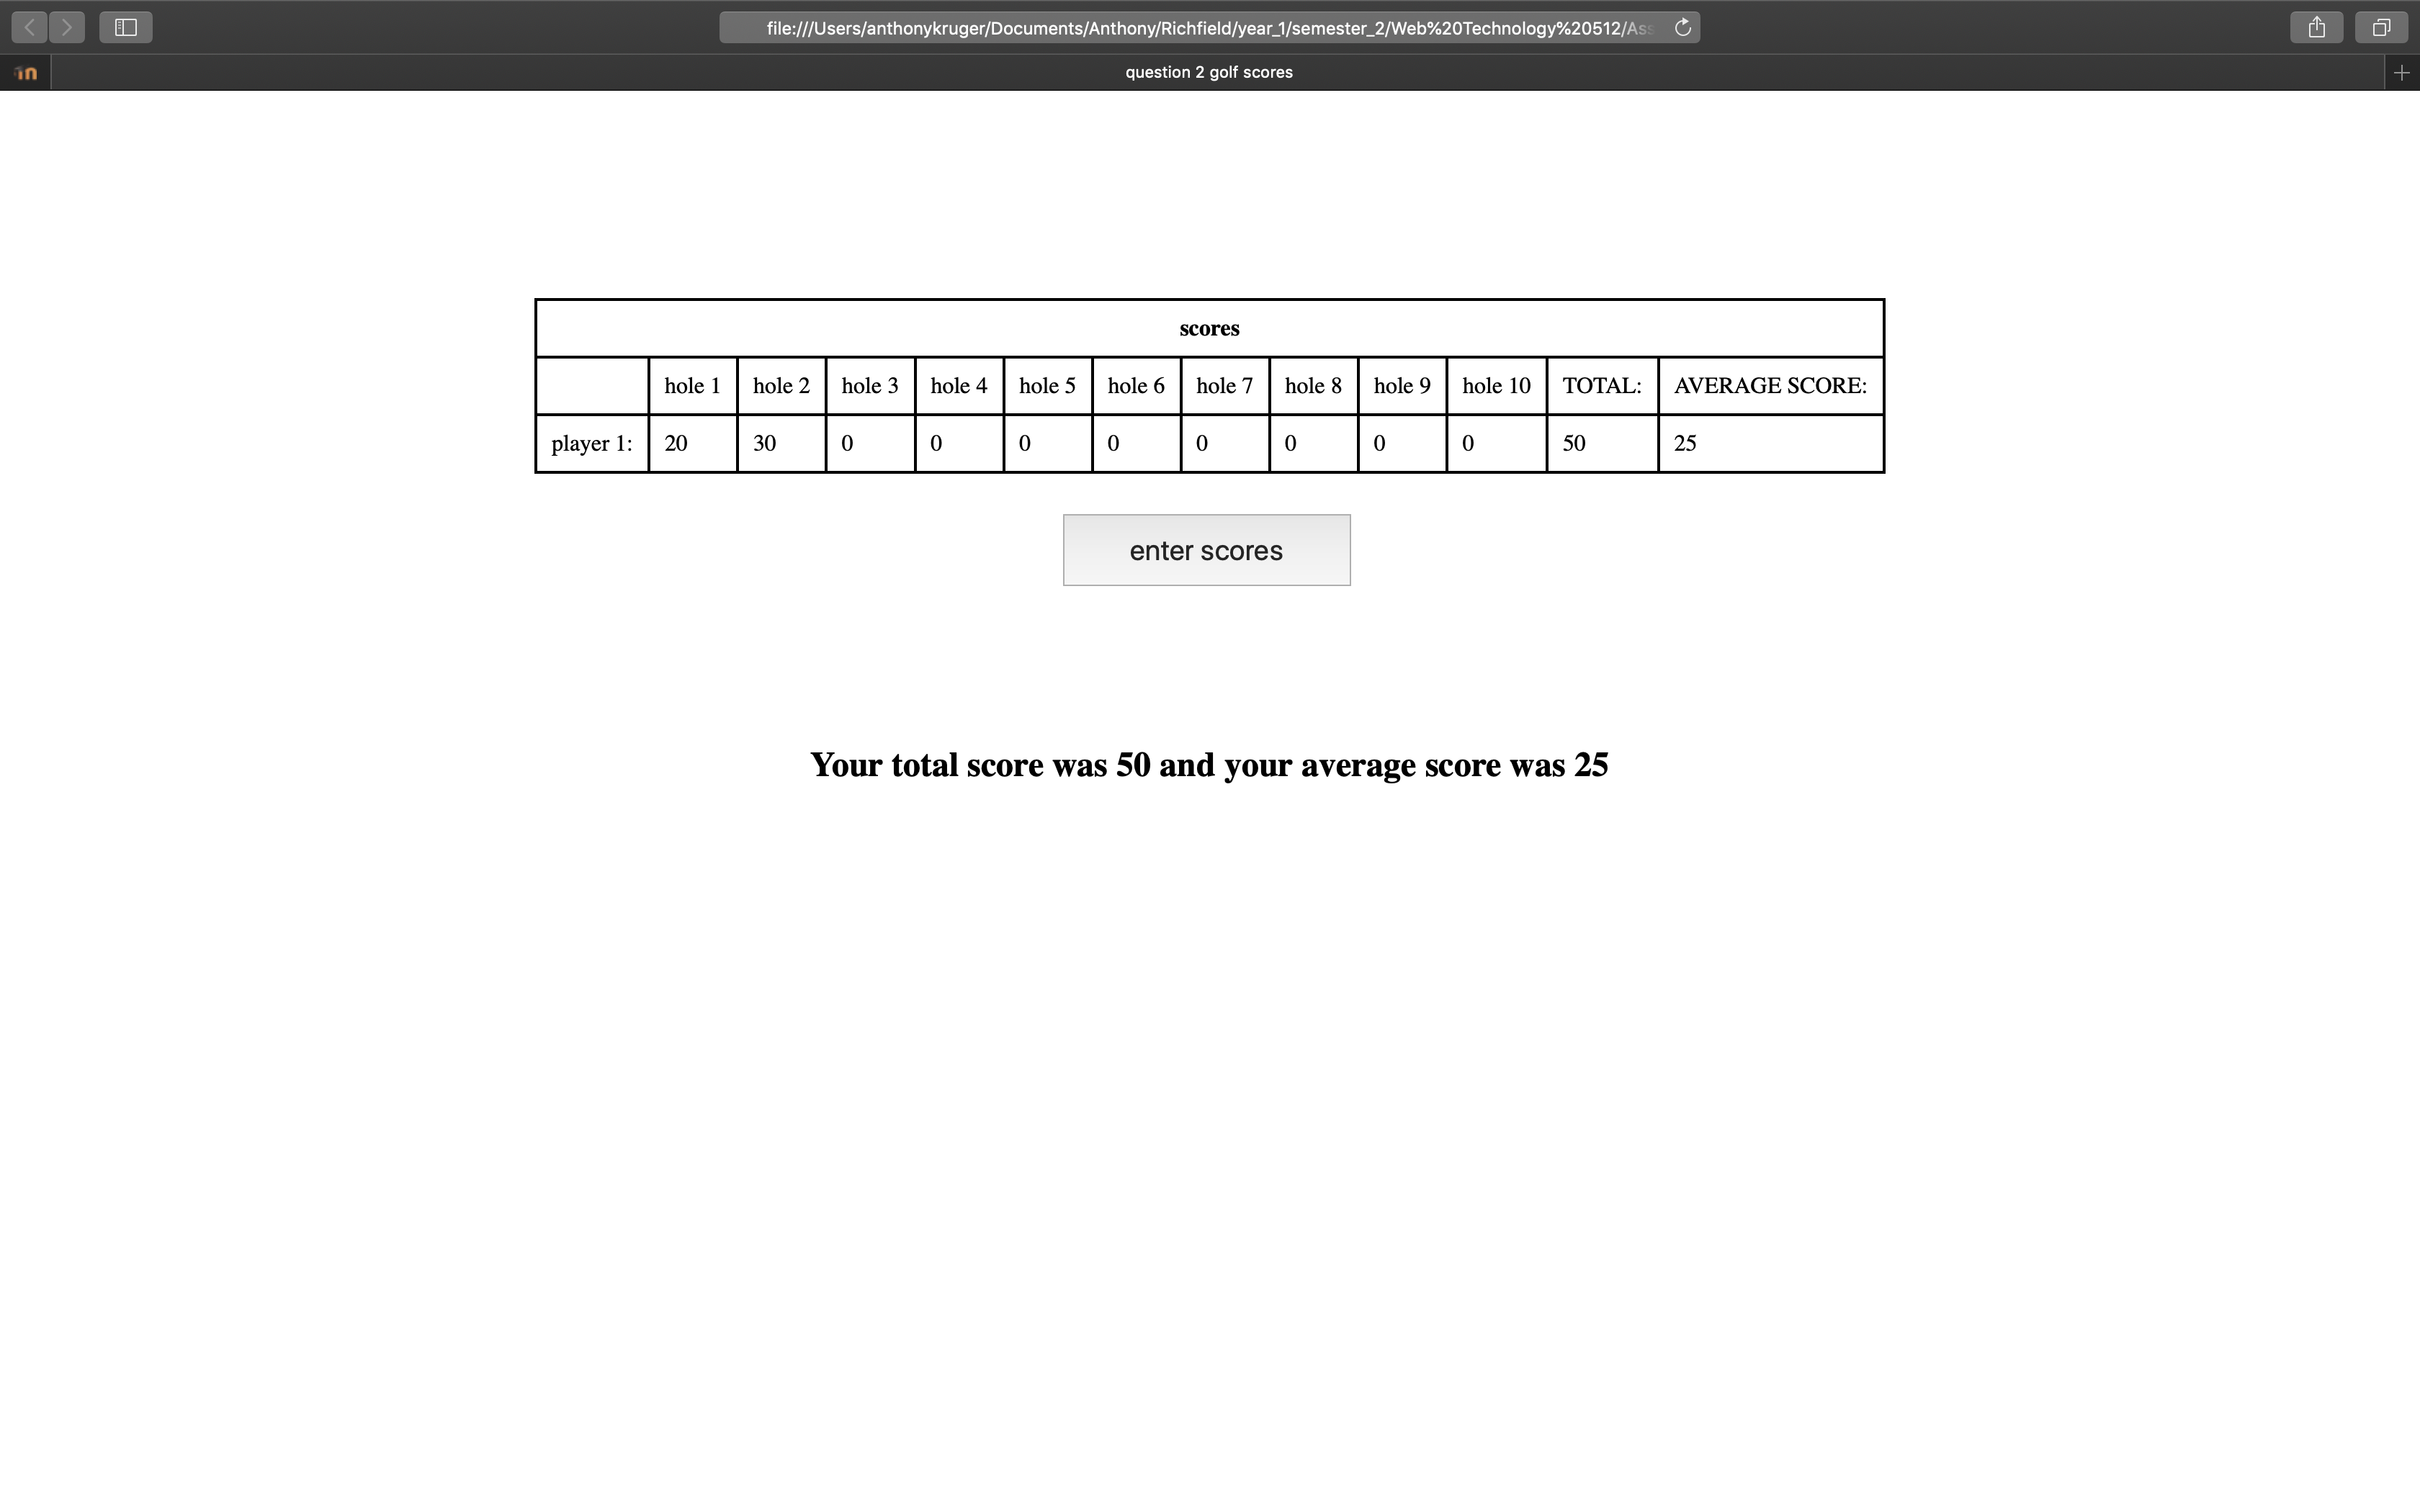 file:///Users/anthonykruger/Documents/Anthony/Richfield/year_1/semester_2/Web%20Technology%20512/Ass
question 2 golf scores
scores
hole 1 hole 2 hole 3 hole 4 hole 5 hole 6 hole 7 hole 8 hole 9 hole 10 TOTAL: AVERAGE SCORE:
player 1: 20 30 0 0 0 0 0 0 0 0 50 25
enter scores
Your total score was 50 and your average score was 25